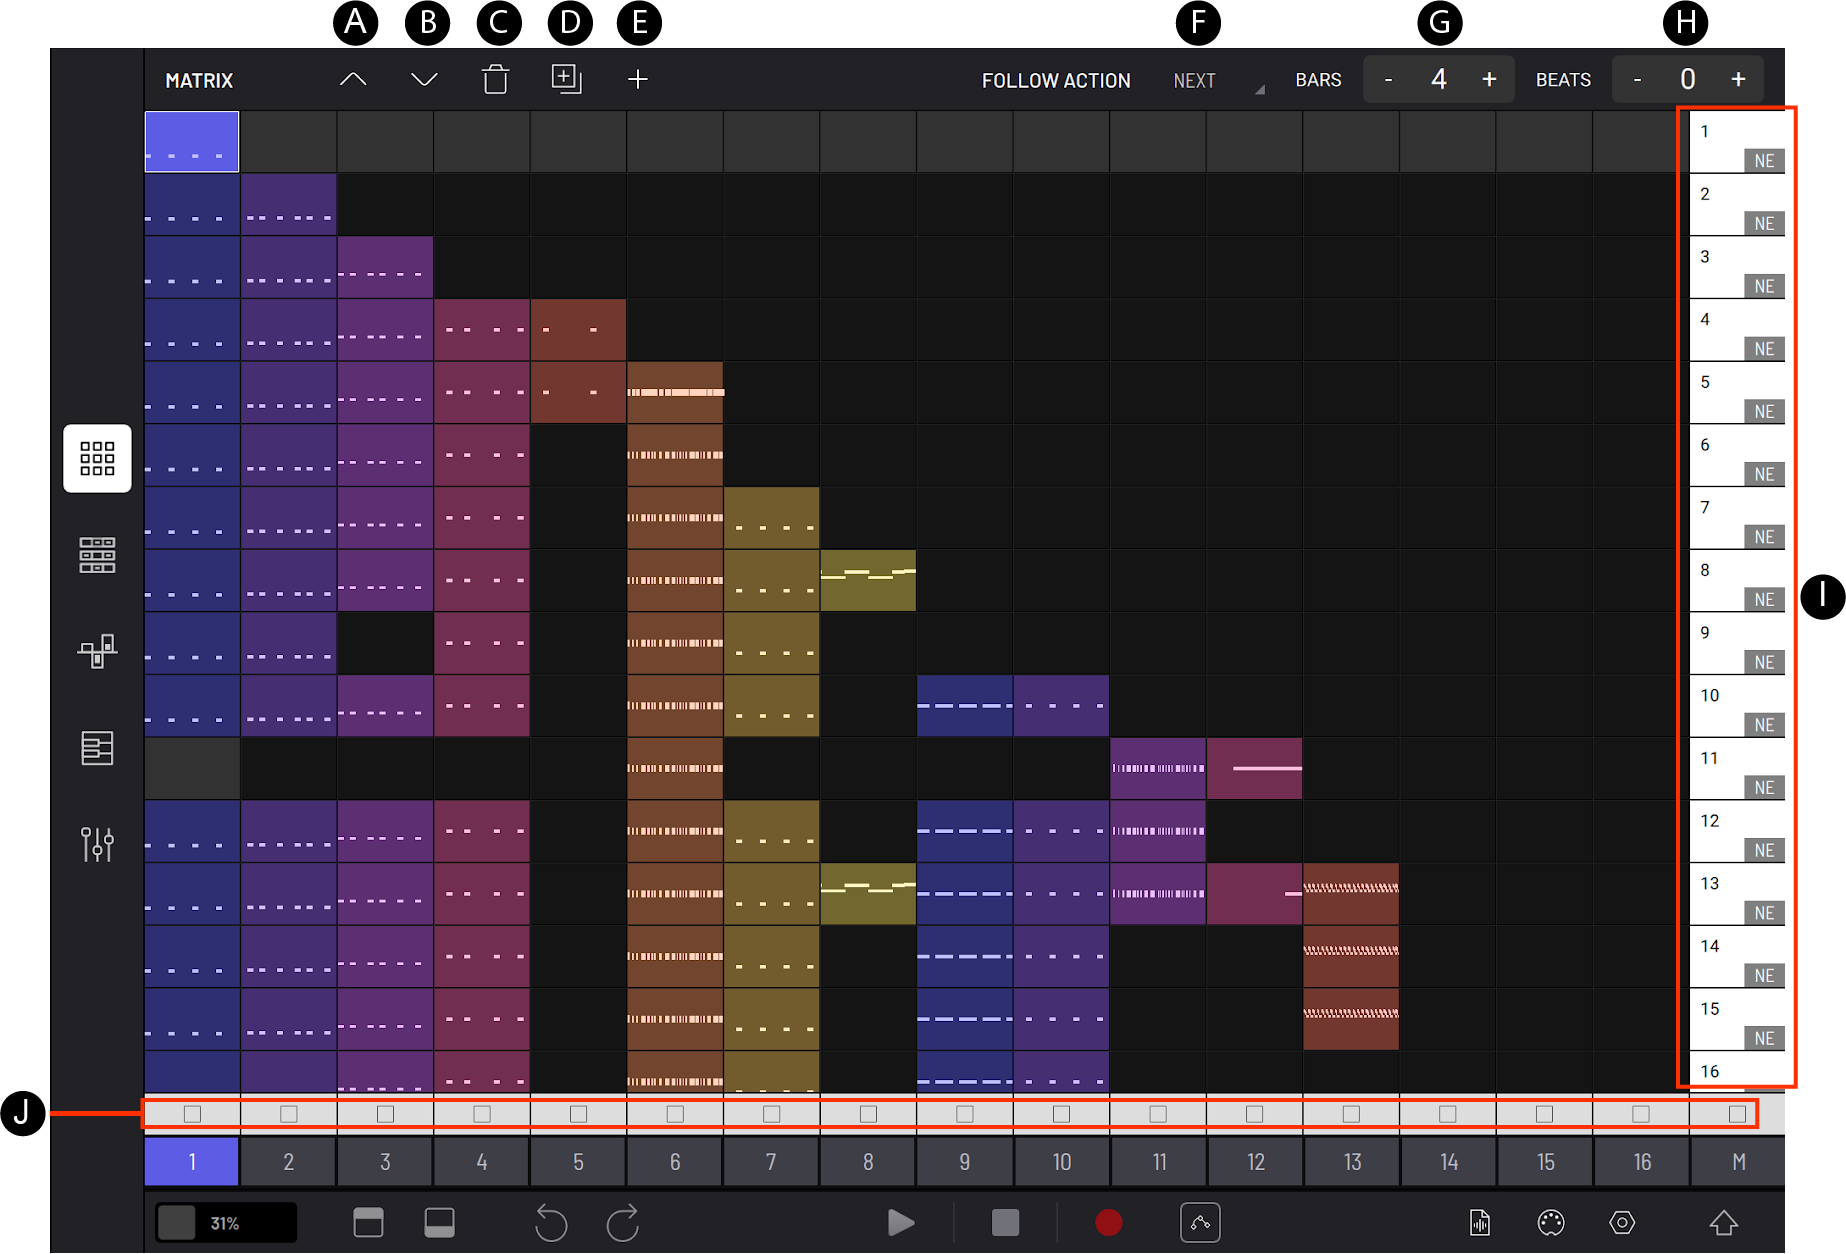 A B C D E F G H
MATRIX FOLLOW ACTION NEXT BARS - 4 + BEATS - 0 +
1
NE
2
NE
3
NE
4
NE
5
NE
6
NE
7
NE
8
NE
I
9
NE
10
NE
11
NE
12
NE
13
NE
14
NE
15
NE
16
J
1 2 3 4 5 6 7 8 9 10 11 12 13 14 15 16 M
31%